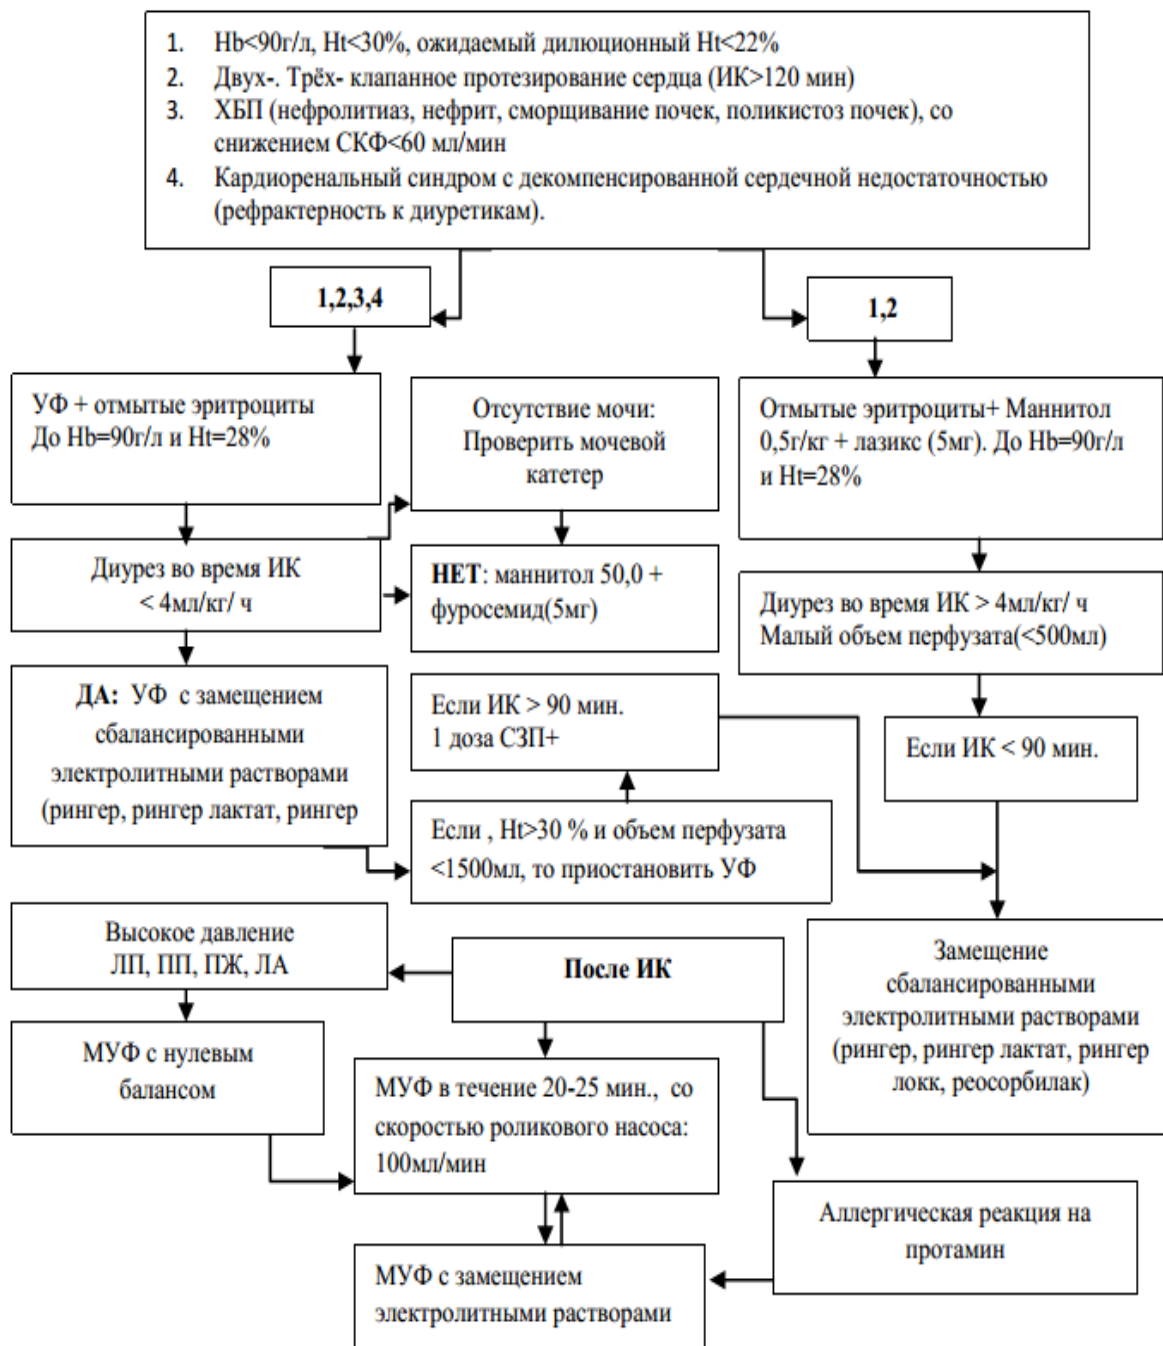 1. Hb<90г/л, Ht<30%, ожидаемый дилюционный Ht<22%
2. Двух-. Трёх- клапанное протезирование сердца (ИК>120 мин)
3. ХБП (нефролитиаз, нефрит, сморщивание почек, поликистоз почек), со
снижением СКФ<60 мл/мин
4. Кардиоренальный синдром с декомпенсированной сердечной недостаточностью
(рефрактерность к диуретикам).
1,2,3,4
1,2
УФ + отмытые эритроциты
До Hb=90г/л и Ht=28%
Отсутствие мочи:
Проверить мочевой
катетер
Отмытые эритроциты+ Маннитол
0,5г/кг + лазикс (5мг). До Hb=90г/л
и Ht=28%
Диурез во время ИК
< 4мл/кг/ ч
НЕТ: маннитол 50,0 +
фуросемид(5мг)
Диурез во время ИК > 4мл/кг/ ч
Малый объем перфузата(<500мл)
ДА: УФ с замещением
сбалансированными
электролитными растворами
(рингер, рингер лактат, рингер
Если ИК > 90 мин.
1 доза СЗП+
Если ИК < 90 мин.
Если , Ht>30 % и объем перфузата
<1500мл, то приостановить УФ
Высокое давление
ЛП, ПП, ПЖ, ЛА
После ИК
Замещение
сбалансированными
электролитными растворами
(рингер, рингер лактат, рингер
локк, реосорбилак)
МУФ с нулевым
балансом
МУФ в течение 20-25 мин., со
скоростью роликового насоса:
100мл/мин
Аллергическая реакция на
протамин
МУФ с замещением
электролитными растворами